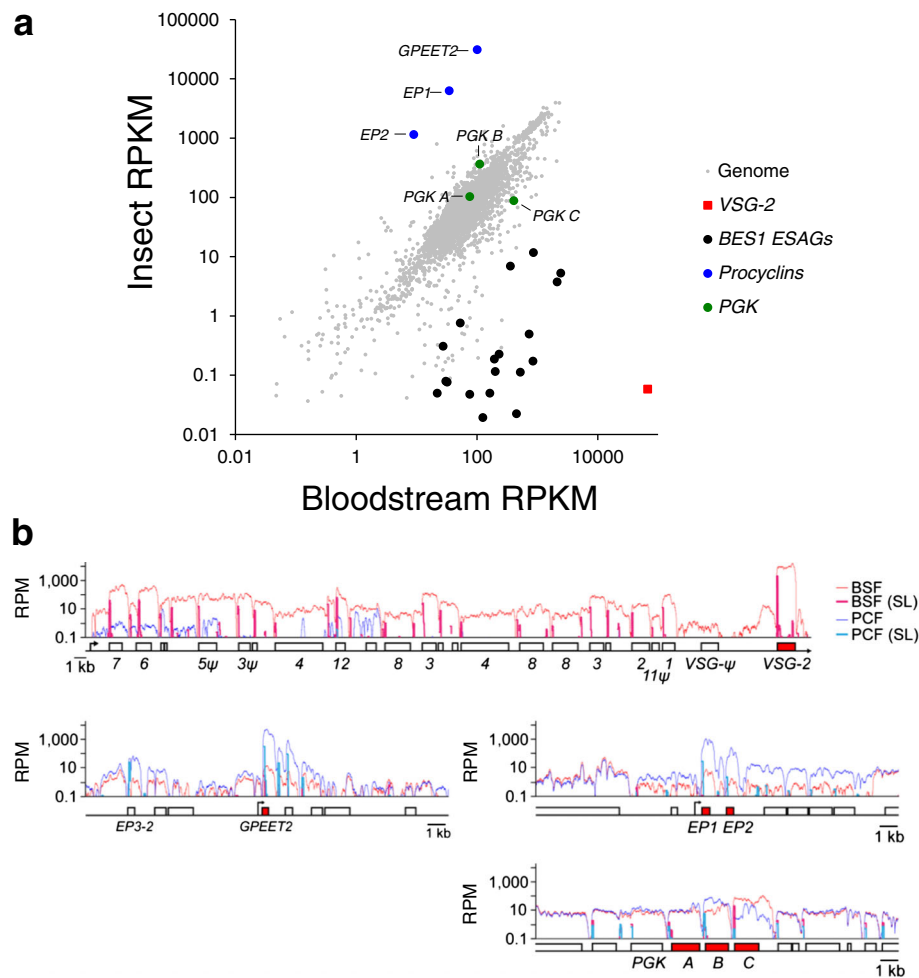 a
100000
10000
1000
100
10
1
0.1
0.01
Insect RPKM
GPEET2
EP1
EP2
PGK B
PGK A
PGK C
0.01
1
100
10000
Bloodstream RPKM
Genome
VSG-2
BES1 ESAGs
Procyclins
PGK
b
RPM
1,000
10
0.1
BSF
BSF (SL)
PCF
PCF (SL)
1 kb
7 6 5ψ 3ψ 4 12 8 3 4 8 8 3 2 1 VSG-ψ VSG-2
11ψ
RPM
1,000
10
0.1
EP3-2 GPEET2
1 kb
RPM
1,000
10
0.1
EP1 EP2
1 kb
RPM
1,000
10
0.1
PGK A B C
1 kb